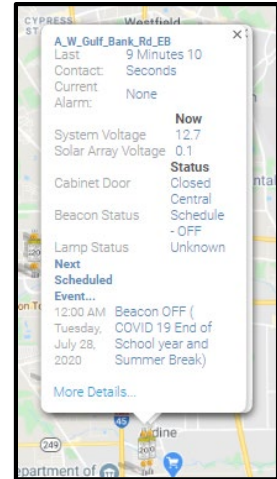 CYPRESS
Westfield
A_W_Gulf_Bank_Rd_EB
Last Contact: 9 Minutes 10 Seconds
Current Alarm: None
Now
System Voltage 12.7
Solar Array Voltage 0.1
Status
Cabinet Door Closed
Beacon Status Central Schedule - OFF
Lamp Status Unknown
Next
Scheduled
Event...
12:00 AM Beacon OFF (
Tuesday, COVID 19 End of
July 28, School year and
2020 Summer Break)
More Details...
45
249
dine
epartment of